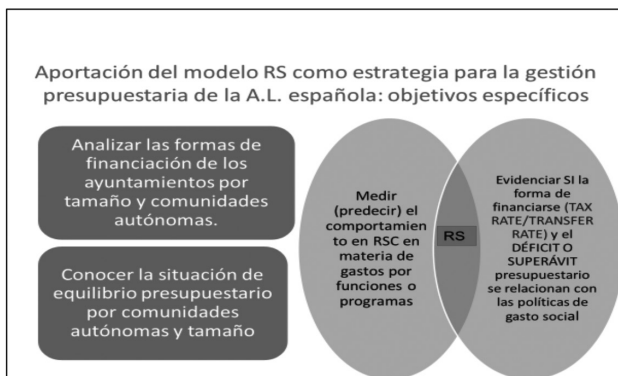 Aportación del modelo RS como estrategia para la gestión
presupuestaria de la A.L. española: objetivos específicos
Analizar las formas de
financiación de los
ayuntamientos por
tamaño y comunidades
autónomas.
Conocer la situación de
equilibrio presupuestario
por comunidades
autónomas y tamaño
Medir
(predecir) el
comportamien
to en RSC en
materia de
gastos por
funciones o
programas
RS
Evidenciar SI la
forma de
financiarse (TAX
RATE/TRANSFER
RATE) y el
DÉFICIT O
SUPERÁVIT
presupuestario
se relacionan con
las políticas de
gasto social